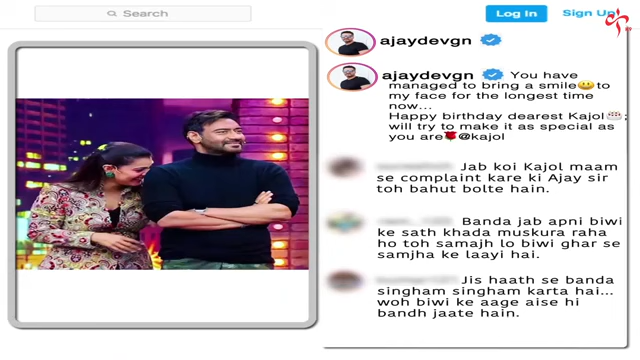 Search
Log In
Sign Up
ajaydevgn
ajaydevgn You have
managed to bring a smile😃to
my face for the longest time
now...
Happy birthday dearest Kajol🎂;
will try to make it as special as
you are🌹@kajol
Jab koi Kajol maam
se complaint kare ki Ajay sir
toh bahut bolte hain.
Banda jab apni biwi
ke sath khada muskura raha
ho toh samajh lo biwi ghar se
samjha ke laayi hai.
Jis haath se banda
singham singham karta hai...
woh biwi ke aage aise hi
bandh jaate hain.